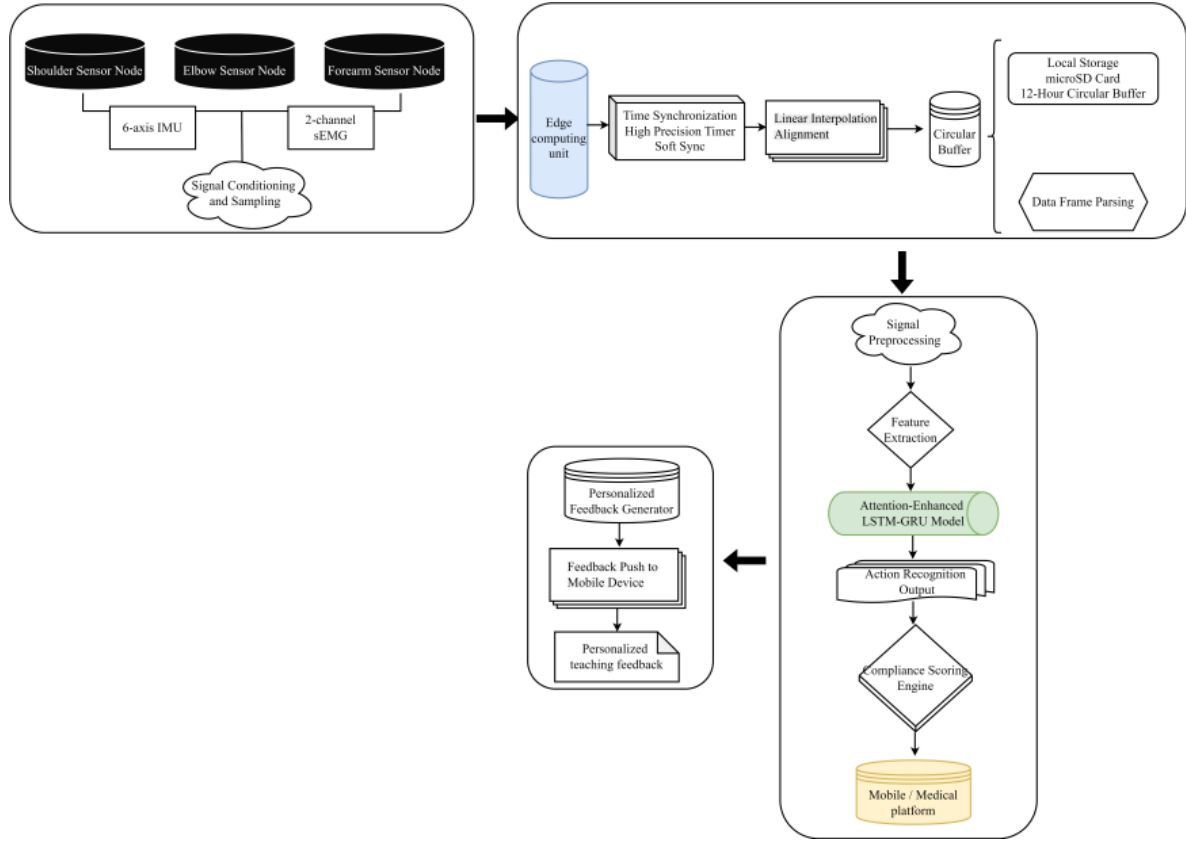 Shoulder Sensor Node
Elbow Sensor Node
Forearm Sensor Node
6-axis IMU
2-channel
sEMG
Signal Conditioning
and Sampling
Edge
computing
unit
Time Synchronization
High Precision Timer
Soft Sync
Linear Interpolation
Alignment
Circular
Buffer
Local Storage
microSD Card
12-Hour Circular Buffer
Data Frame Parsing
Signal
Preprocessing
Feature
Extraction
Attention-Enhanced
LSTM-GRU Model
Action Recognition
Output
Compliance Scoring
Engine
Mobile / Medical
platform
Personalized
Feedback Generator
Feedback Push to
Mobile Device
Personalized
teaching feedback